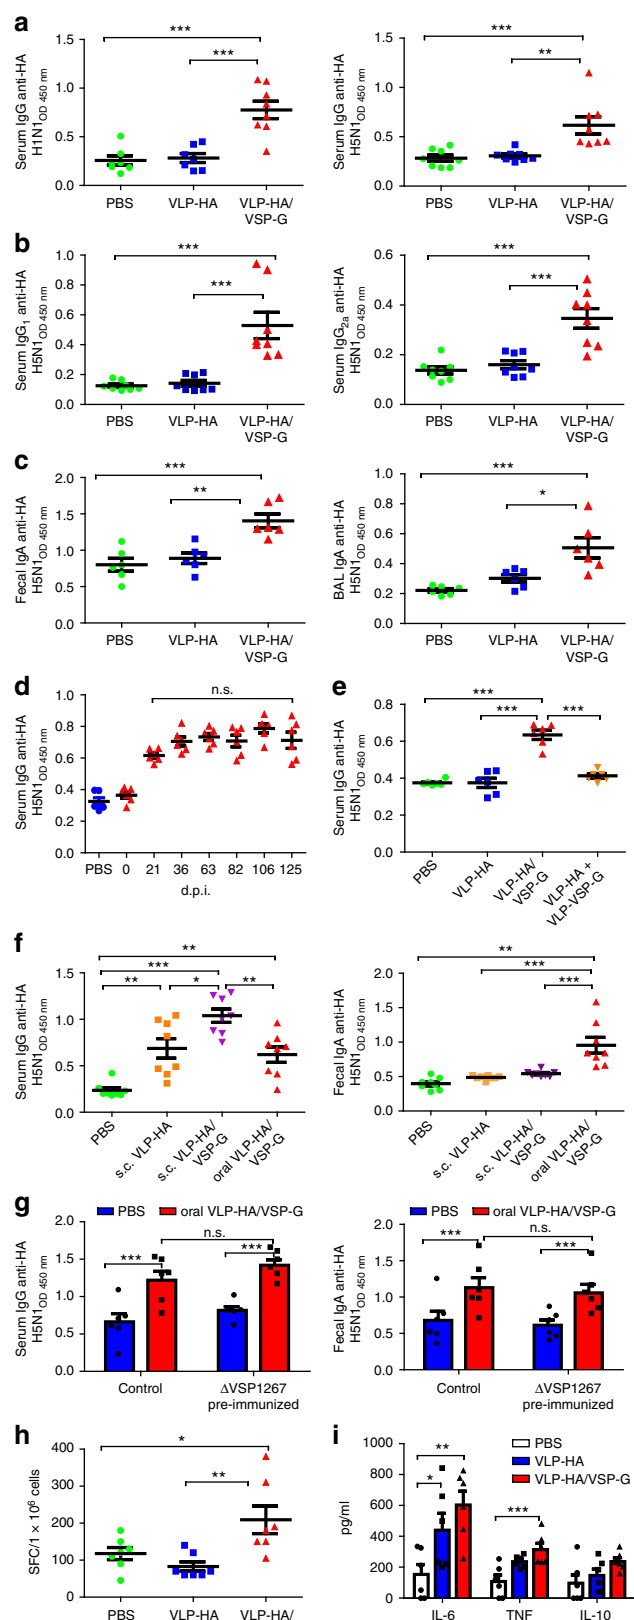 a
Serum IgG anti-HA
H1N1OD 450 nm
1.5
1.0
0.5
0.0
***
***
PBS
VLP-HA
VLP-HA/
VSP-G
Serum IgG anti-HA
H5N1OD 450 nm
1.5
1.0
0.5
0.0
***
**
PBS
VLP-HA
VLP-HA/
VSP-G
b
Serum IgG1 anti-HA
H5N1OD 450 nm
1.0
0.8
0.6
0.4
0.2
0.0
***
***
PBS
VLP-HA
VLP-HA/
VSP-G
Serum IgG2a anti-HA
H5N1OD 450 nm
0.6
0.4
0.2
0.0
***
***
PBS
VLP-HA
VLP-HA/
VSP-G
c
Fecal IgA anti-HA
H5N1OD 450 nm
2.0
1.5
1.0
0.5
0.0
***
**
PBS
VLP-HA
VLP-HA/
VSP-G
BAL IgA anti-HA
H5N1OD 450 nm
1.0
0.8
0.6
0.4
0.2
0.0
***
*
PBS
VLP-HA
VLP-HA/
VSP-G
d
Serum IgG anti-HA
H5N1OD 450 nm
1.0
0.8
0.6
0.4
0.2
0.0
n.s.
PBS 0 21 36 63 82 106 125
d.p.i.
e
Serum IgG anti-HA
H5N1OD 450 nm
0.8
0.6
0.4
0.2
0.0
***
*** ***
PBS
VLP-HA
VLP-HA/
VSP-G
VLP-HA +
VLP-VSP-G
f
Serum IgG anti-HA
H5N1OD 450 nm
1.5
1.0
0.5
0.0
**
***
** * **
PBS
s.c. VLP-HA
s.c. VLP-HA/
VSP-G
oral VLP-HA/
VSP-G
Fecal IgA anti-HA
H5N1OD 450 nm
2.0
1.5
1.0
0.5
0.0
**
***
***
PBS
s.c. VLP-HA
s.c. VLP-HA/
VSP-G
oral VLP-HA/
VSP-G
g
PBS oral VLP-HA/VSP-G
Serum IgG anti-HA
H5N1OD 450 nm
2.0
1.5
1.0
0.5
0.0
n.s.
*** ***
Control
ΔVSP1267
pre-immunized
PBS oral VLP-HA/VSP-G
Fecal IgA anti-HA
H5N1OD 450 nm
2.0
1.5
1.0
0.5
0.0
*** n.s.
***
Control
ΔVSP1267
pre-immunized
h
SFC/1 × 10⁶ cells
400
300
200
100
0
*
**
PBS
VLP-HA
VLP-HA/
i
pg/ml
1000
800
600
400
200
0
PBS
VLP-HA
VLP-HA/VSP-G
**
*
***
IL-6
TNF
IL-10